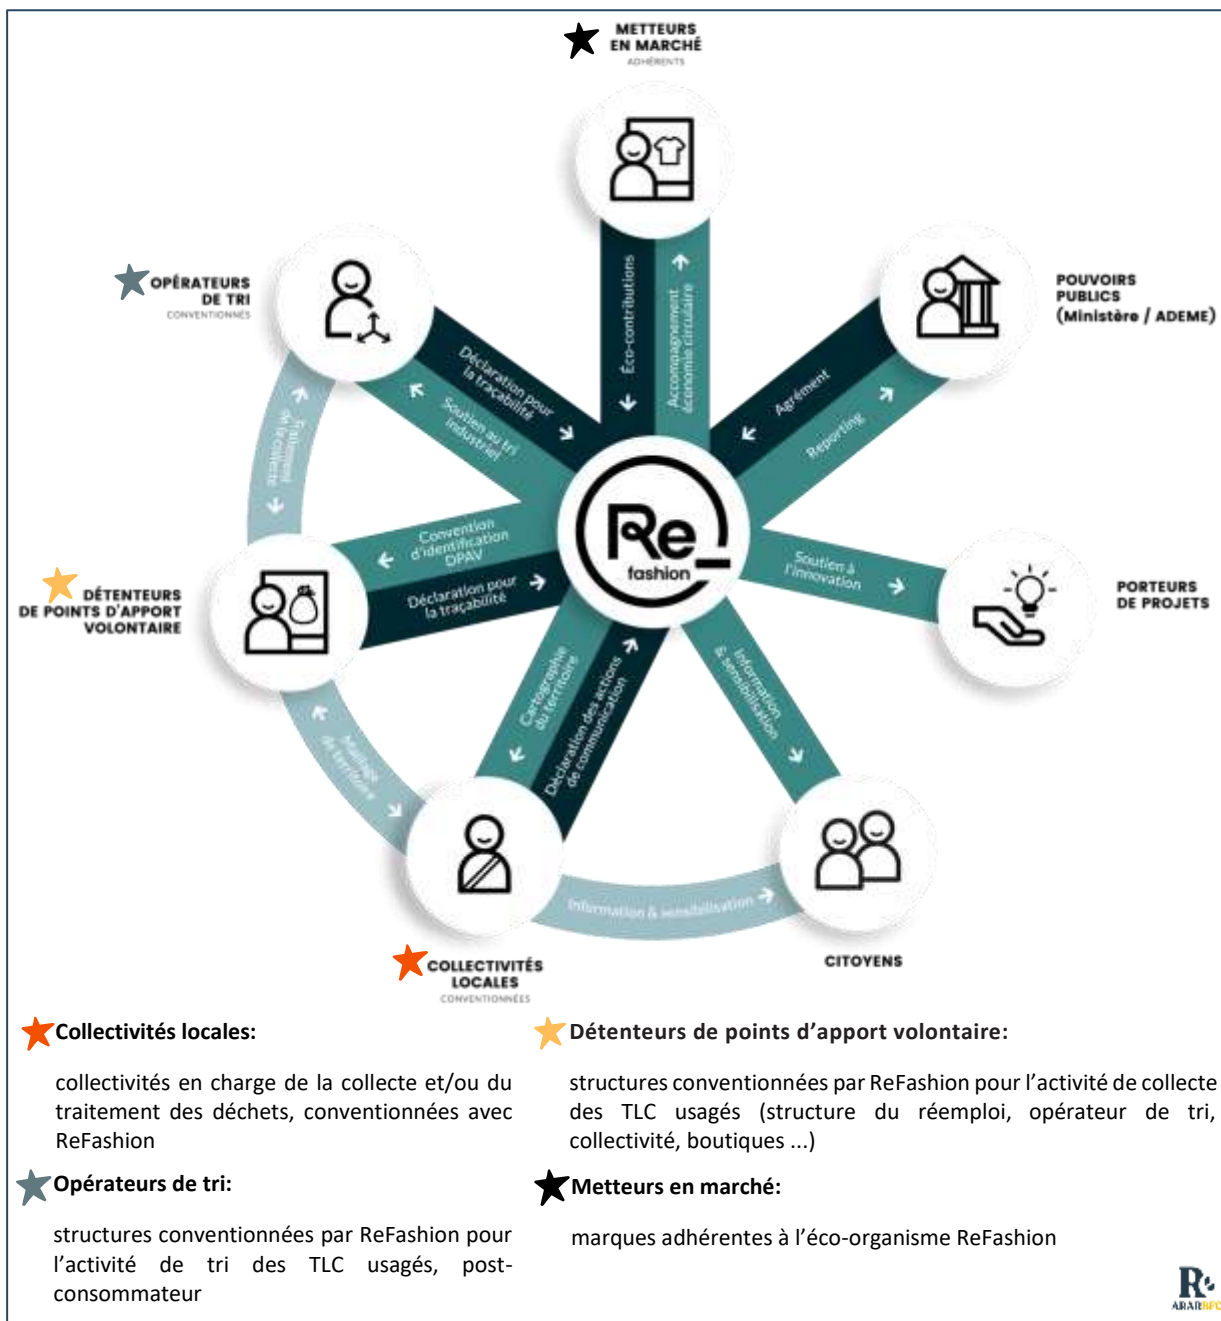 METTEURS
EN MARCHÉ
ADHÉRENTS
OPÉRATEURS
DE TRI
CONVENTIONNÉS
POUVOIRS
PUBLICS
(Ministère / ADEME)
Éco-contributions
Accompagnement
économie circulaire
Déclaration pour
la traçabilité
Soutien au tri
industriel
Agrément
Reporting
Traitement
de la collecte
Convention
d'identification
DPAV
Déclaration pour
la traçabilité
Re
fashion
Soutien à
l'innovation
DÉTENTEURS
DE POINTS D'APPORT
VOLONTAIRE
PORTEURS
DE PROJETS
Cartographie
du territoire
Déclaration des actions
de communication
Information
& sensibilisation
Maillage
de territoire
Information & sensibilisation
COLLECTIVITÉS
LOCALES
CONVENTIONNÉES
CITOYENS
Collectivités locales:
collectivités en charge de la collecte et/ou du
traitement des déchets, conventionnées avec
ReFashion
Détenteurs de points d’apport volontaire:
structures conventionnées par ReFashion pour l’activité de collecte
des TLC usagés (structure du réemploi, opérateur de tri,
collectivité, boutiques ...)
Opérateurs de tri:
structures conventionnées par ReFashion pour
l’activité de tri des TLC usagés, post-
consommateur
Metteurs en marché:
marques adhérentes à l’éco-organisme ReFashion
Re
ARARBFC